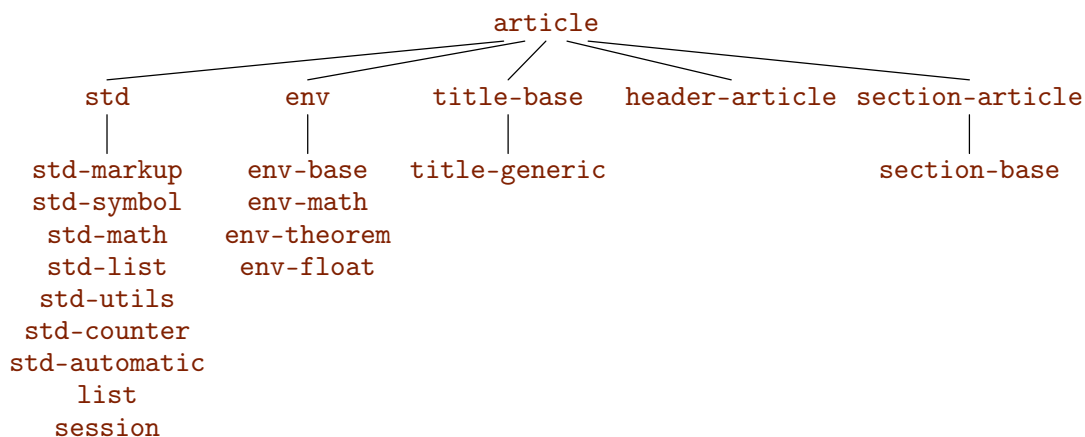 article
std env title-base header-article section-article
std-markup env-base title-generic section-base
std-symbol env-math
std-math env-theorem
std-list env-float
std-utils
std-counter
std-automatic
list
session